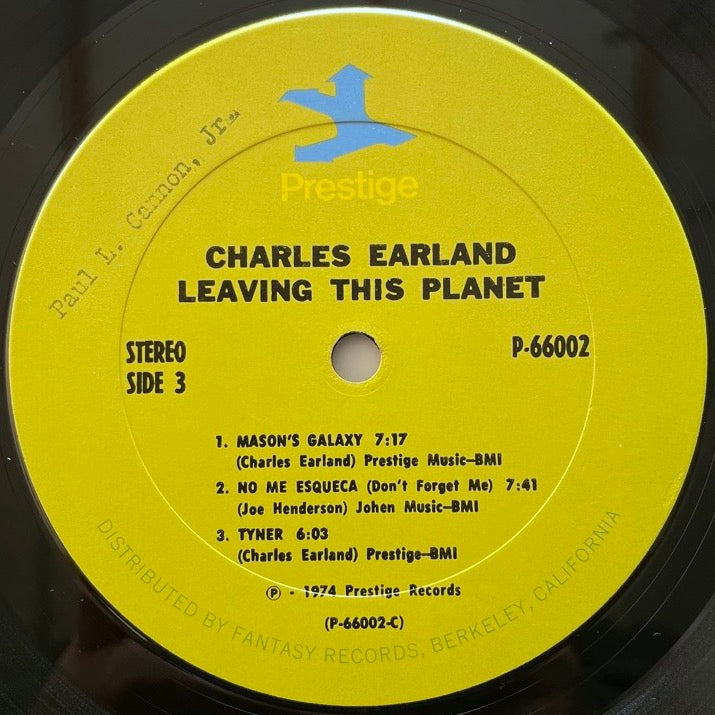 Paul L. Cannon, Jr.
Prestige
CHARLES EARLAND
LEAVING THIS PLANET
STEREO
SIDE 3
P-66002
1. MASON'S GALAXY 7:17
(Charles Earland) Prestige Music—BMI
2. NO ME ESQUECA (Don't Forget Me) 7:41
(Joe Henderson) Johen Music—BMI
3. TYNER 6:03
(Charles Earland) Prestige—BMI
℗ - 1974 Prestige Records
(P-66002-C)
DISTRIBUTED BY FANTASY RECORDS, BERKELEY, CALIFORNIA